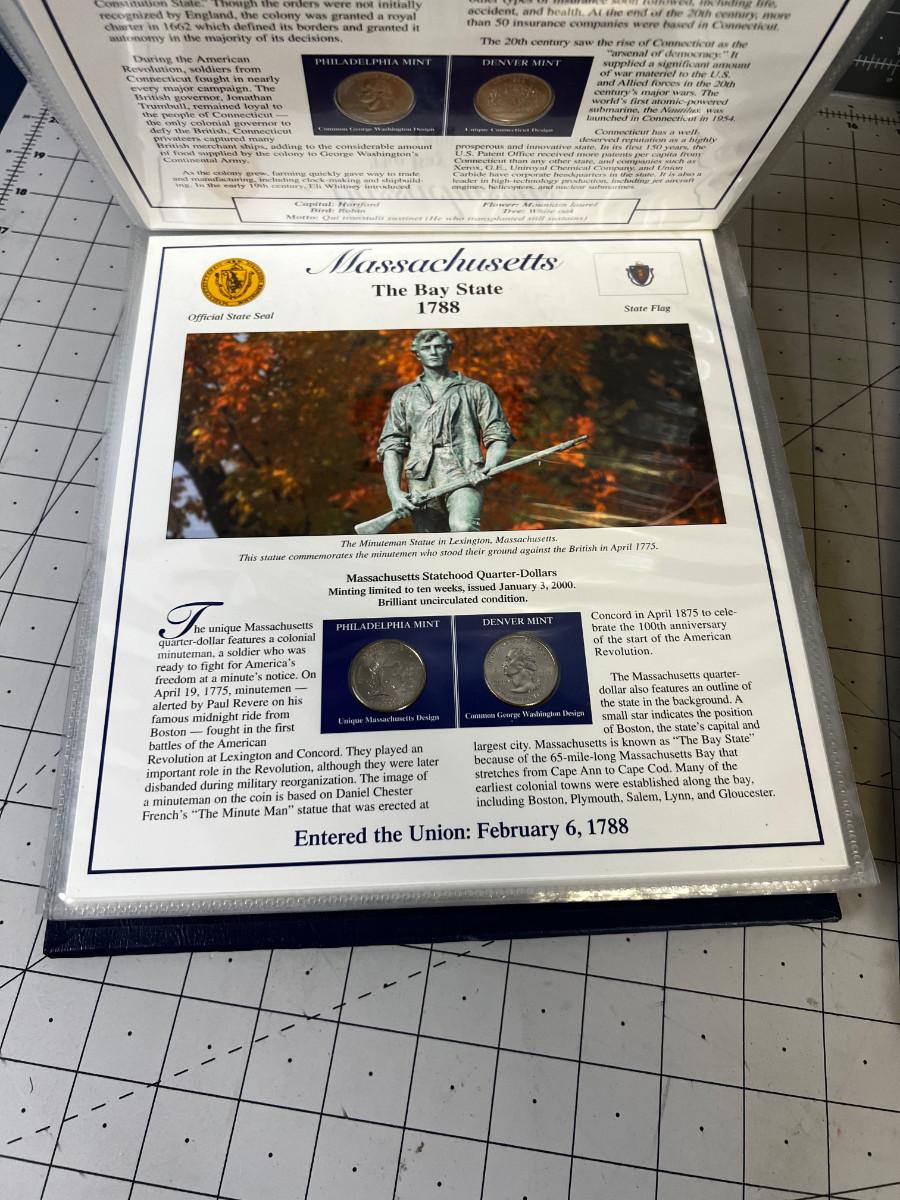 Constitution State." Though the orders were not initially
recognized by England, the colony was granted a royal
charter in 1662 which defined its borders and granted it
autonomy in the majority of its decisions.
During the American
Revolution, soldiers from
Connecticut fought in nearly
every major campaign. The
British governor, Jonathan
Trumbull, remained loyal to
the people of Connecticut —
the only colonial governor to
defy the British. Connecticut
privateers captured many
British merchant ships, adding to the considerable amount
of food supplied by the colony to George Washington's
Continental Army.
As the colony grew, farming quickly gave way to trade
and manufacturing, including clock-making and shipbuild-
ing. In the early 19th century, Eli Whitney introduced
PHILADELPHIA MINT
Common George Washington Design
DENVER MINT
Unique Connecticut Design
other types of insurance soon followed, including life,
accident, and health. At the end of the 20th century, more
than 50 insurance companies were based in Connecticut.
The 20th century saw the rise of Connecticut as the
"arsenal of democracy." It
supplied a significant amount
of war materiel to the U.S.
and Allied forces in the 20th
century's major wars. The
world's first atomic-powered
submarine, the Nautilus, was
launched in Connecticut in 1954.
Connecticut has a well-
deserved reputation as a highly
prosperous and innovative state. In its first 150 years, the
U.S. Patent Office received more patents per capita from
Connecticut than any other state, and companies such as
Xerox, G.E., Uniroyal Chemical Company, and Union
Carbide have corporate headquarters in the state. It is also a
leader in high-technology production, including jet aircraft
engines, helicopters, and nuclear submarines.
Capital: Hartford
Flower: Mountain laurel
Bird: Robin
Tree: White oak
Motto: Qui transtulit sustinet (He who transplanted still sustains)
Massachusetts
The Bay State
1788
Official State Seal
State Flag
The Minuteman Statue in Lexington, Massachusetts.
This statue commemorates the minutemen who stood their ground against the British in April 1775.
Massachusetts Statehood Quarter-Dollars
Minting limited to ten weeks, issued January 3, 2000.
Brilliant uncirculated condition.
The unique Massachusetts
quarter-dollar features a colonial
minuteman, a soldier who was
ready to fight for America's
freedom at a minute's notice. On
April 19, 1775, minutemen —
alerted by Paul Revere on his
famous midnight ride from
Boston — fought in the first
battles of the American
Revolution at Lexington and Concord. They played an
important role in the Revolution, although they were later
disbanded during military reorganization. The image of
a minuteman on the coin is based on Daniel Chester
French's "The Minute Man" statue that was erected at
PHILADELPHIA MINT
Unique Massachusetts Design
DENVER MINT
Common George Washington Design
Concord in April 1875 to cele-
brate the 100th anniversary
of the start of the American
Revolution.
The Massachusetts quarter-
dollar also features an outline of
the state in the background. A
small star indicates the position
of Boston, the state's capital and
largest city. Massachusetts is known as "The Bay State"
because of the 65-mile-long Massachusetts Bay that
stretches from Cape Ann to Cape Cod. Many of the
earliest colonial towns were established along the bay,
including Boston, Plymouth, Salem, Lynn, and Gloucester.
Entered the Union: February 6, 1788
19
18
17
16